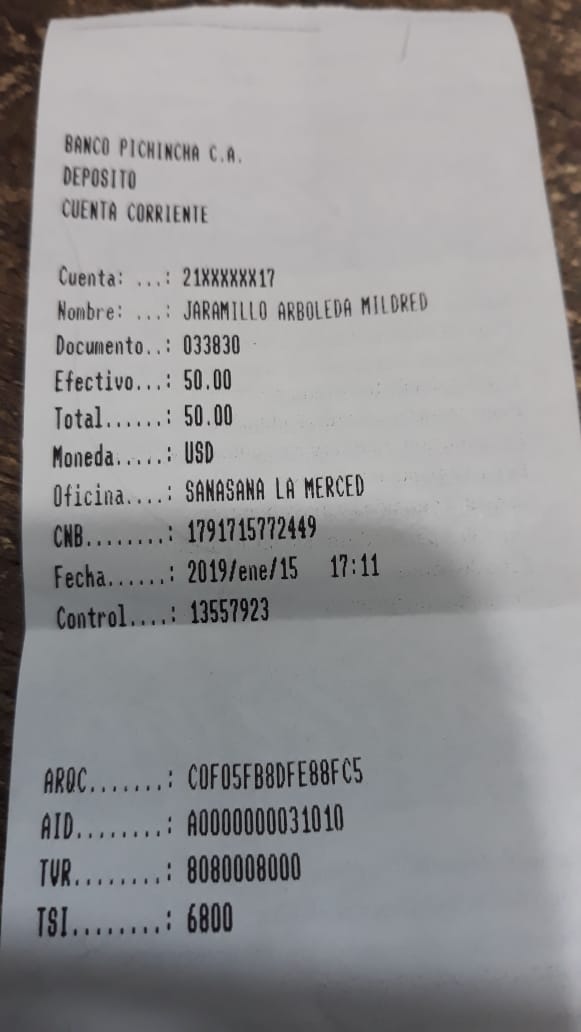 BANCO PICHINCHA C.A.
DEPOSITO
CUENTA CORRIENTE
Cuenta: ...: 21XXXXXX17
Nombre: ...: JARAMILLO ARBOLEDA MILDRED
Documento..: 033830
Efectivo...: 50.00
Total......: 50.00
Moneda.....: USD
Oficina....: SANASANA LA MERCED
CNB........: 1791715772449
Fecha......: 2019/ene/15 17:11
Control....: 13557923
ARQC.......: C0F05FB8DFE88FC5
AID........: A0000000031010
TVR........: 8080008000
TSI........: 6800